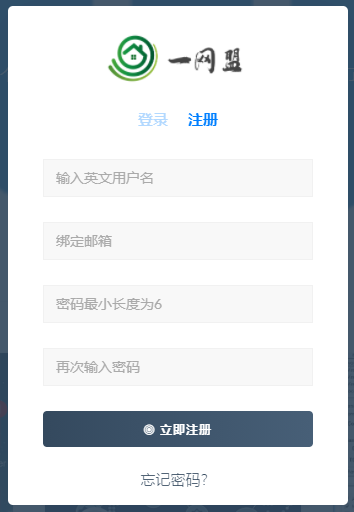 一网盟
登录 注册
输入英文用户名
绑定邮箱
密码最小长度为6
再次输入密码
立即注册
忘记密码?